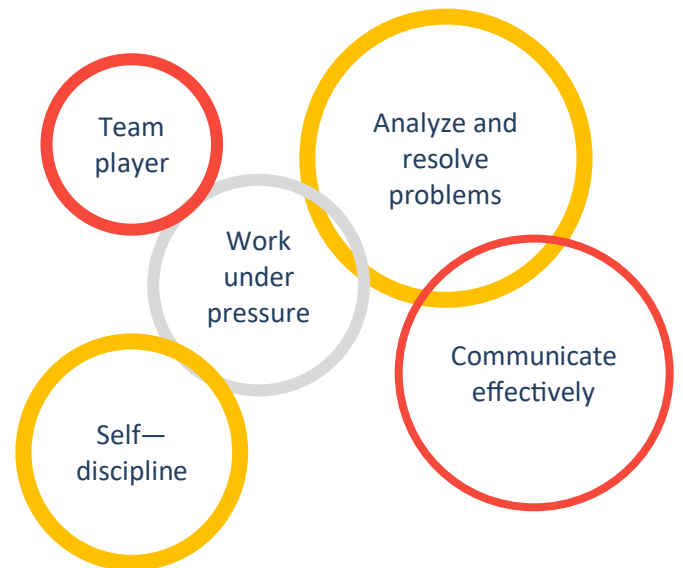 Team
player
Analyze and
resolve
problems
Work
under
pressure
Communicate
effectively
Self—
discipline